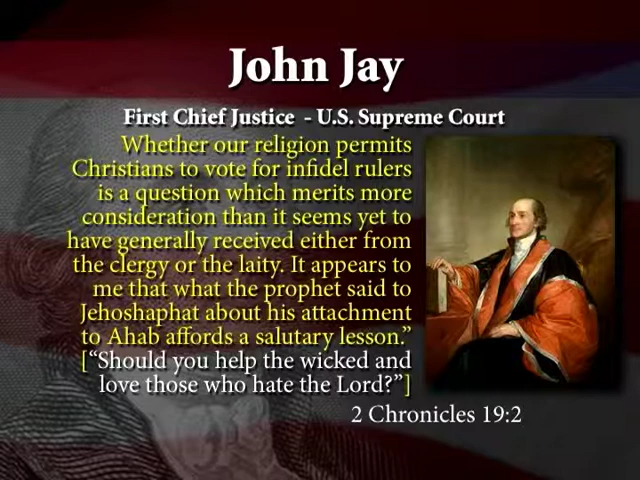 John Jay
First Chief Justice - U.S. Supreme Court
Whether our religion permits
Christians to vote for infidel rulers
is a question which merits more
consideration than it seems yet to
have generally received either from
the clergy or the laity. It appears to
me that what the prophet said to
Jehoshaphat about his attachment
to Ahab affords a salutary lesson.”
[“Should you help the wicked and
love those who hate the Lord?”]
2 Chronicles 19:2